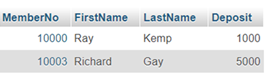 MemberNo FirstName LastName Deposit
10000 Ray Kemp 1000
10003 Richard Gay 5000